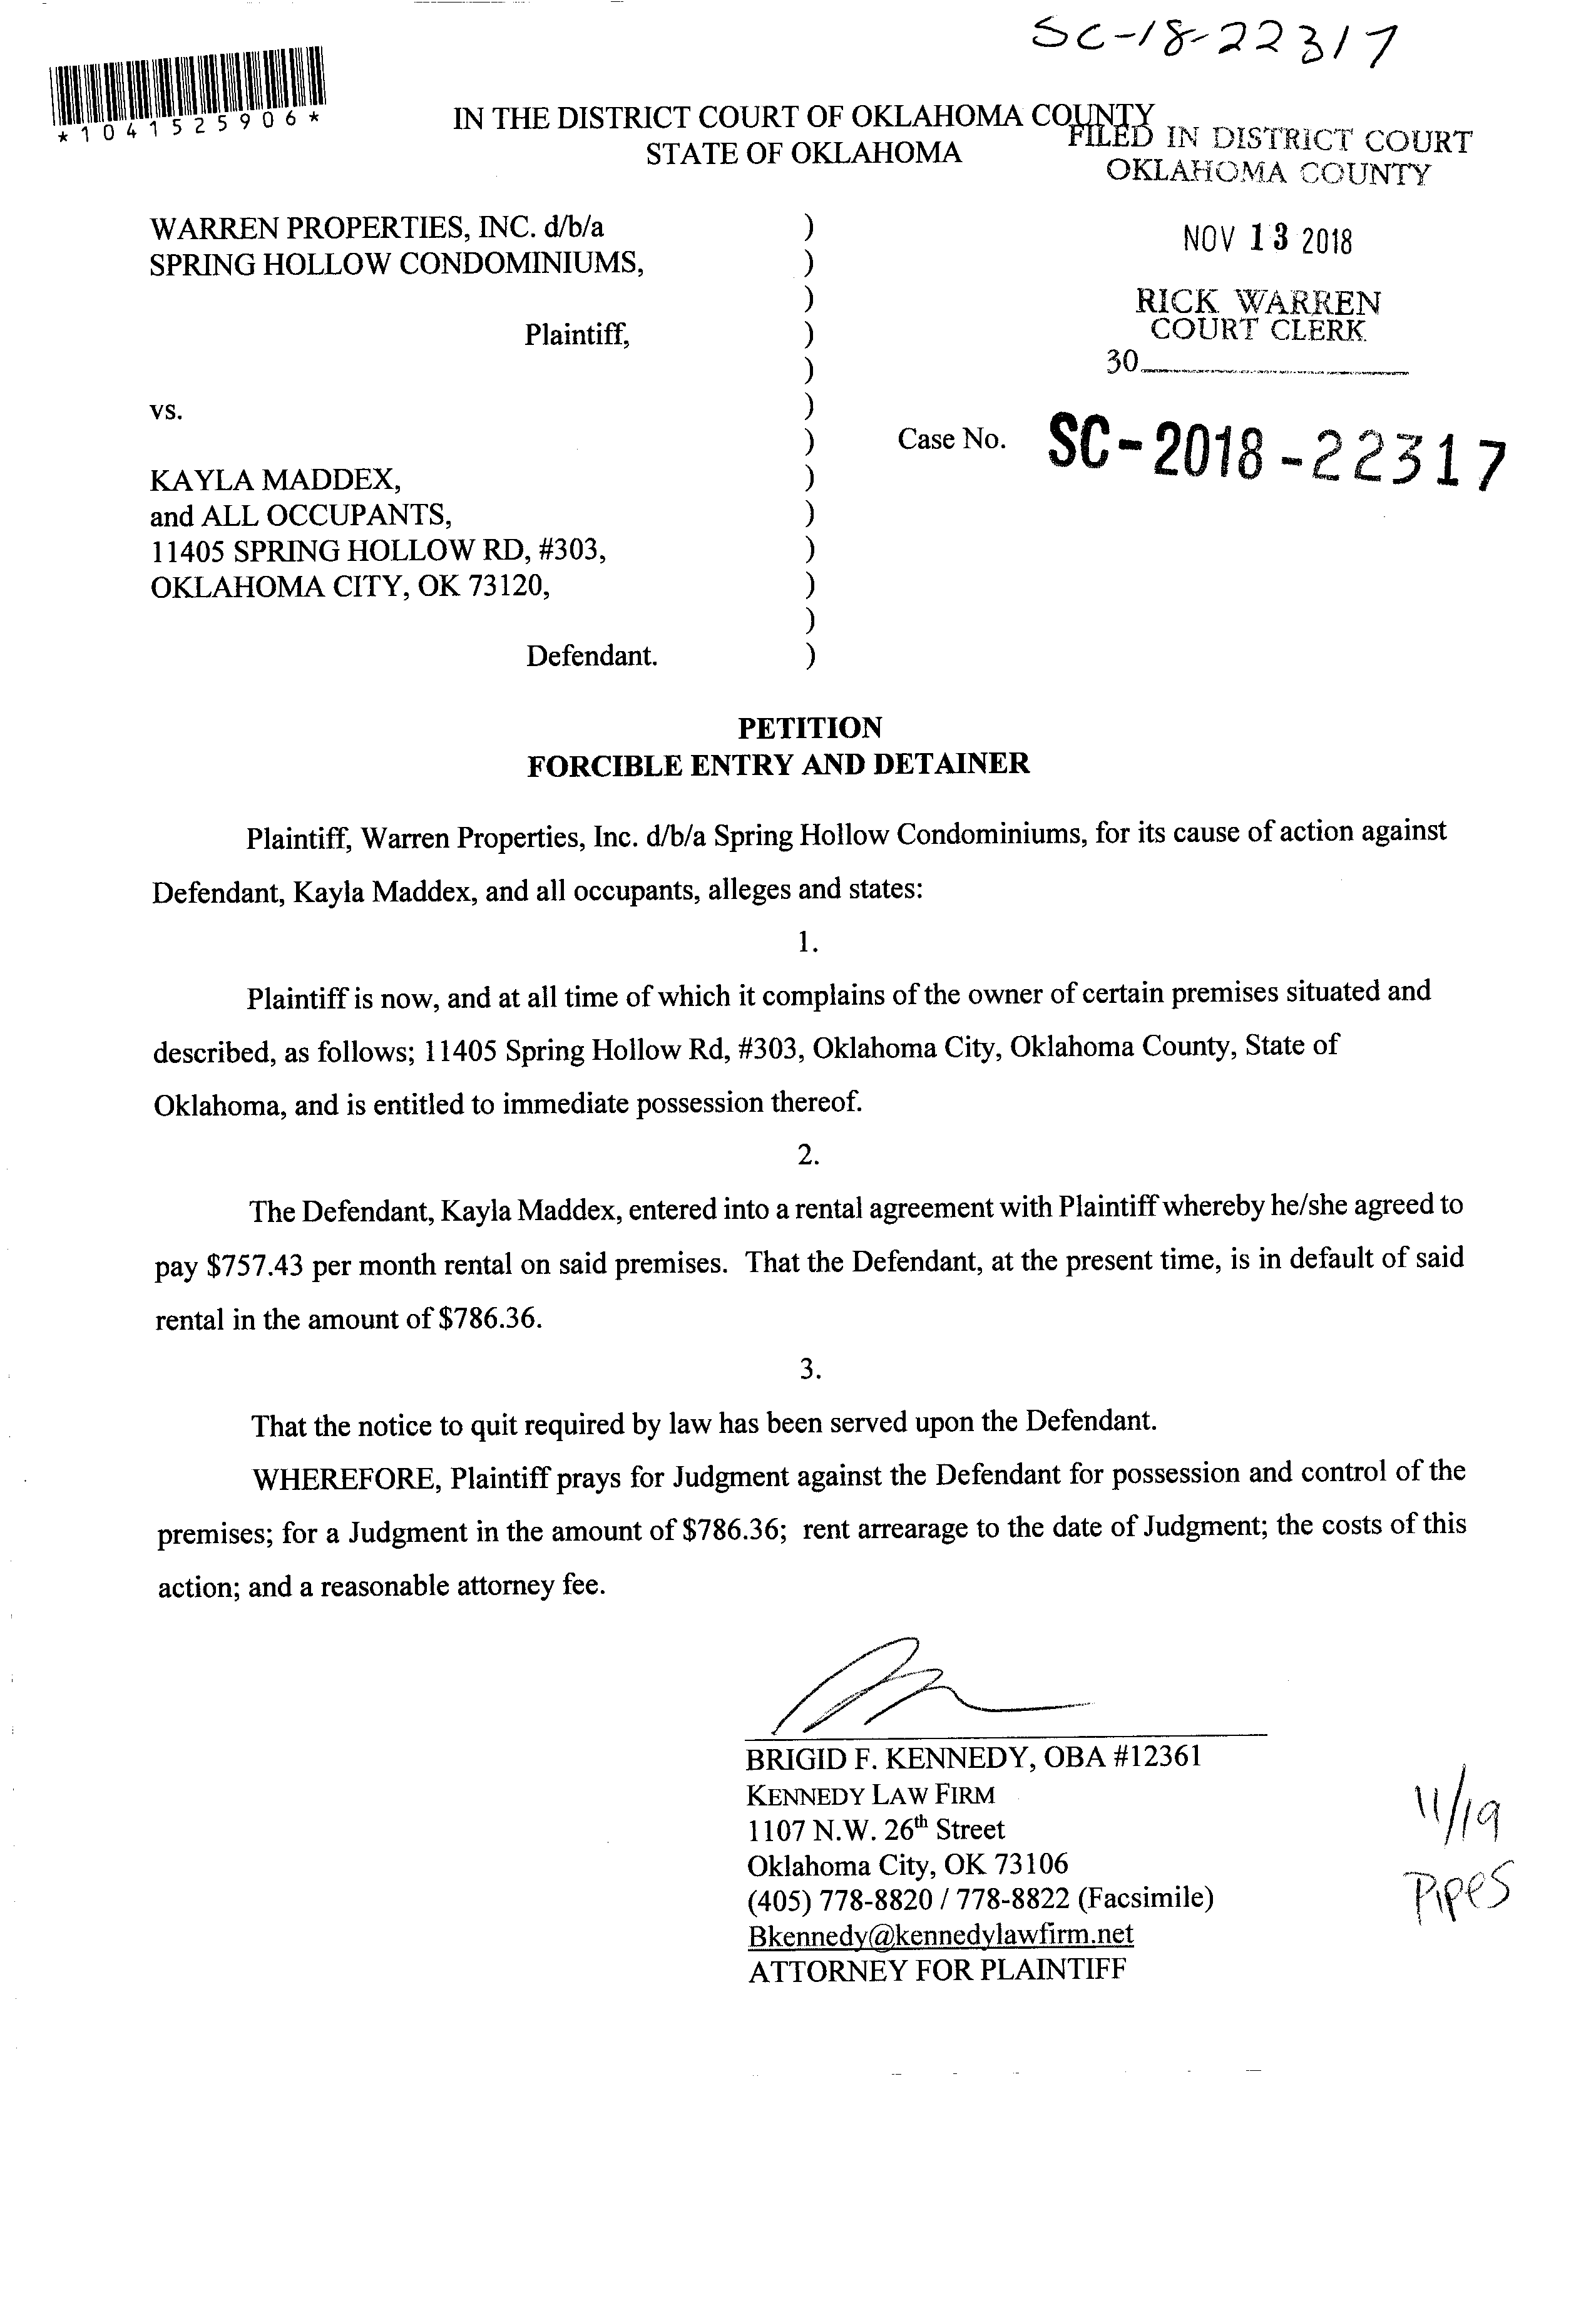 SC-18-22317
*1041525906*
IN THE DISTRICT COURT OF OKLAHOMA COUNTY
STATE OF OKLAHOMA
FILED IN DISTRICT COURT
OKLAHOMA COUNTY
NOV 13 2018
RICK WARREN
COURT CLERK
30
WARREN PROPERTIES, INC. d/b/a )
SPRING HOLLOW CONDOMINIUMS, )
)
Plaintiff, )
)
vs. )
) Case No. SC-2018-22317
KAYLA MADDEX, )
and ALL OCCUPANTS, )
11405 SPRING HOLLOW RD, #303, )
OKLAHOMA CITY, OK 73120, )
)
Defendant. )
PETITION
FORCIBLE ENTRY AND DETAINER
Plaintiff, Warren Properties, Inc. d/b/a Spring Hollow Condominiums, for its cause of action against
Defendant, Kayla Maddex, and all occupants, alleges and states:
1.
Plaintiff is now, and at all time of which it complains of the owner of certain premises situated and
described, as follows; 11405 Spring Hollow Rd, #303, Oklahoma City, Oklahoma County, State of
Oklahoma, and is entitled to immediate possession thereof.
2.
The Defendant, Kayla Maddex, entered into a rental agreement with Plaintiff whereby he/she agreed to
pay $757.43 per month rental on said premises. That the Defendant, at the present time, is in default of said
rental in the amount of $786.36.
3.
That the notice to quit required by law has been served upon the Defendant.
WHEREFORE, Plaintiff prays for Judgment against the Defendant for possession and control of the
premises; for a Judgment in the amount of $786.36; rent arrearage to the date of Judgment; the costs of this
action; and a reasonable attorney fee.
BRIGID F. KENNEDY, OBA #12361
KENNEDY LAW FIRM
1107 N.W. 26th Street
Oklahoma City, OK 73106
(405) 778-8820 / 778-8822 (Facsimile)
Bkennedy@kennedylawfirm.net
ATTORNEY FOR PLAINTIFF
11/19
Pipes